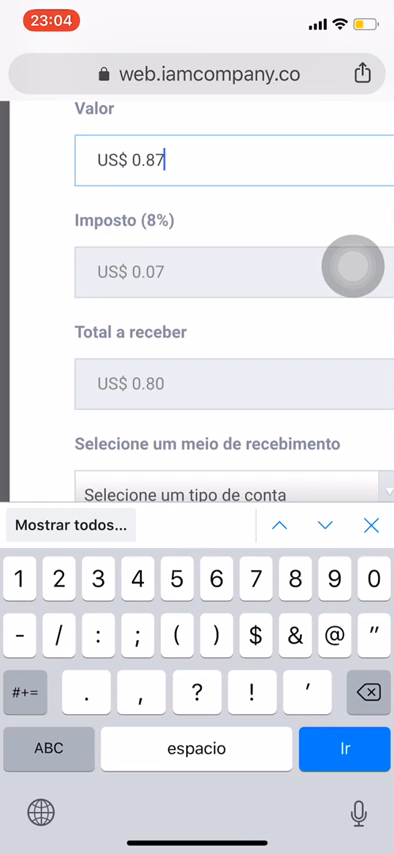 23:04
web.iamcompany.co
Valor
US$ 0.87
Imposto (8%)
US$ 0.07
Total a receber
US$ 0.80
Selecione um meio de recebimento
Selecione um tipo de conta
Mostrar todos...
1 2 3 4 5 6 7 8 9 0
- / : ; ( ) $ & @ "
#+= . , ? ! '
ABC espacio Ir